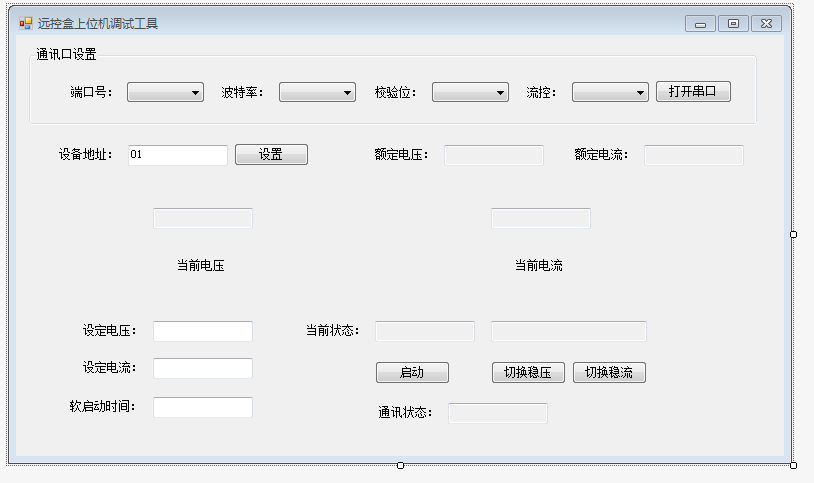 远控盒上位机调试工具
通讯口设置
端口号： 波特率： 校验位： 流控： 打开串口
设备地址： 01 设置 额定电压： 额定电流：
当前电压 当前电流
设定电压： 当前状态：
设定电流： 启动 切换稳压 切换稳流
软启动时间： 通讯状态：